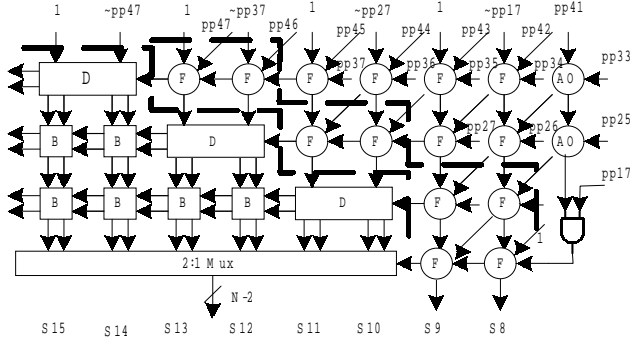 1 ~pp47 1 ~pp37 1 ~pp27 1 ~pp17 pp41
pp47 pp46 pp45 pp44 pp43 pp42
D F F F F F F AO pp33
pp37 pp36 pp35 pp34
B B D F F F F AO pp25
pp27 pp26
B B B B D F F pp17
1
2:1 Mux F F
N-2
S15 S14 S13 S12 S11 S10 S9 S8